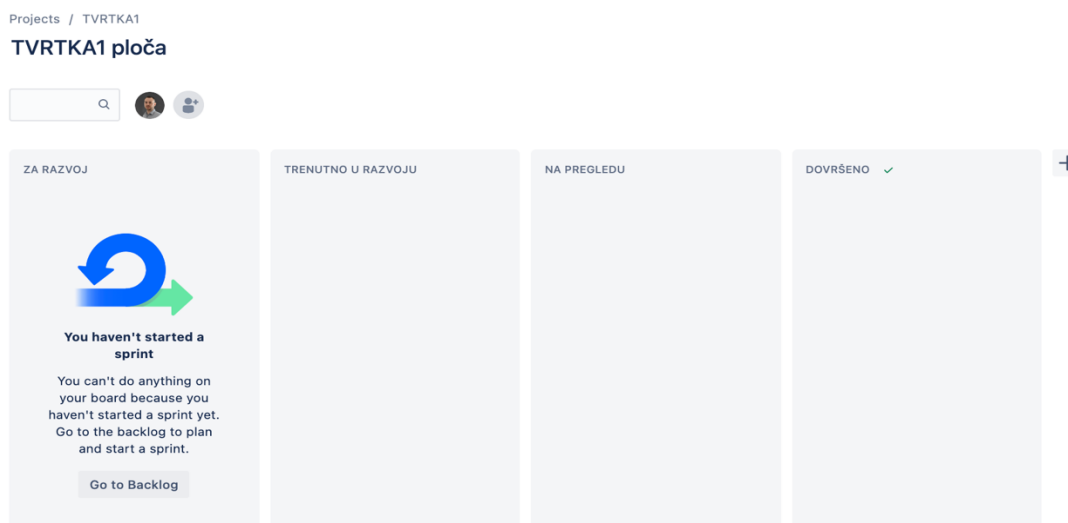 Projects / TVRTKA1
TVRTKA1 ploča
ZA RAZVOJ
TRENUTNO U RAZVOJU
NA PREGLEDU
DOVRŠENO
You haven't started a
sprint
You can't do anything on
your board because you
haven't started a sprint yet.
Go to the backlog to plan
and start a sprint.
Go to Backlog